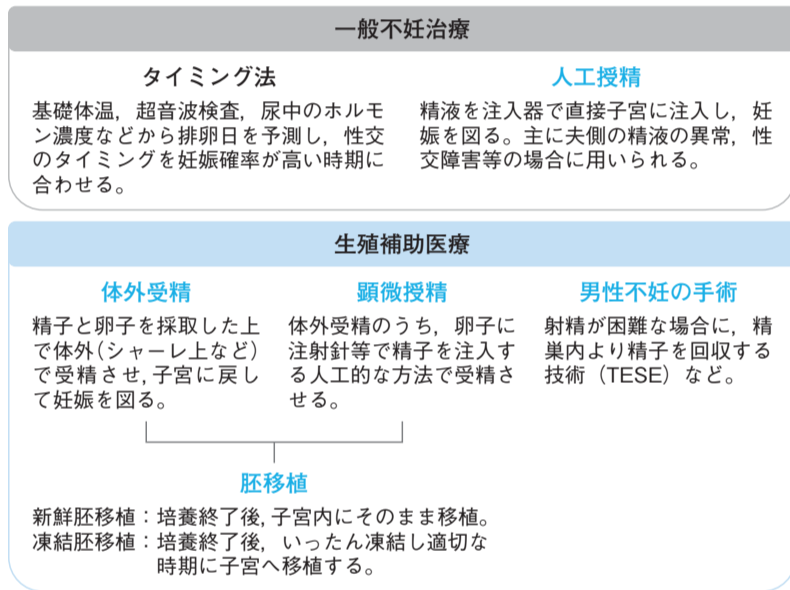 一般不妊治療
タイミング法
基礎体温，超音波検査，尿中のホルモ
ン濃度などから排卵日を予測し，性交
のタイミングを妊娠確率が高い時期に
合わせる。
人工授精
精液を注入器で直接子宮に注入し，妊
娠を図る。主に夫側の精液の異常，性
交障害等の場合に用いられる。
生殖補助医療
体外受精
精子と卵子を採取した上
で体外（シャーレ上など）
で受精させ，子宮に戻し
て妊娠を図る。
顕微授精
体外受精のうち，卵子に
注射針等で精子を注入す
る人工的な方法で受精さ
せる。
男性不妊の手術
射精が困難な場合に，精
巣内より精子を回収する
技術（TESE）など。
胚移植
新鮮胚移植：培養終了後，子宮内にそのまま移植。
凍結胚移植：培養終了後，いったん凍結し適切な
時期に子宮へ移植する。